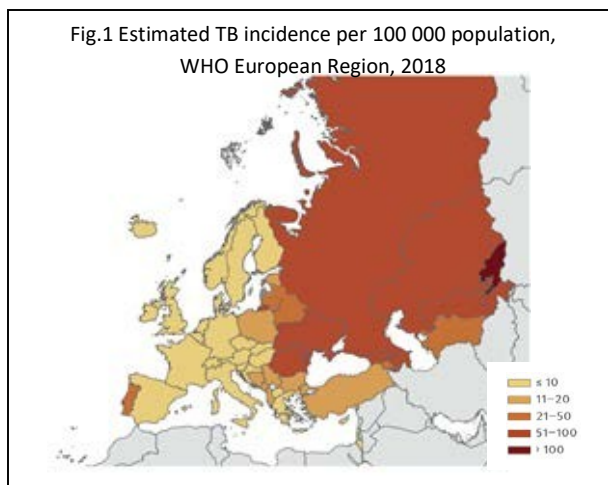 Fig.1 Estimated TB incidence per 100 000 population,
WHO European Region, 2018
≤ 10
11–20
21–50
51–100
> 100